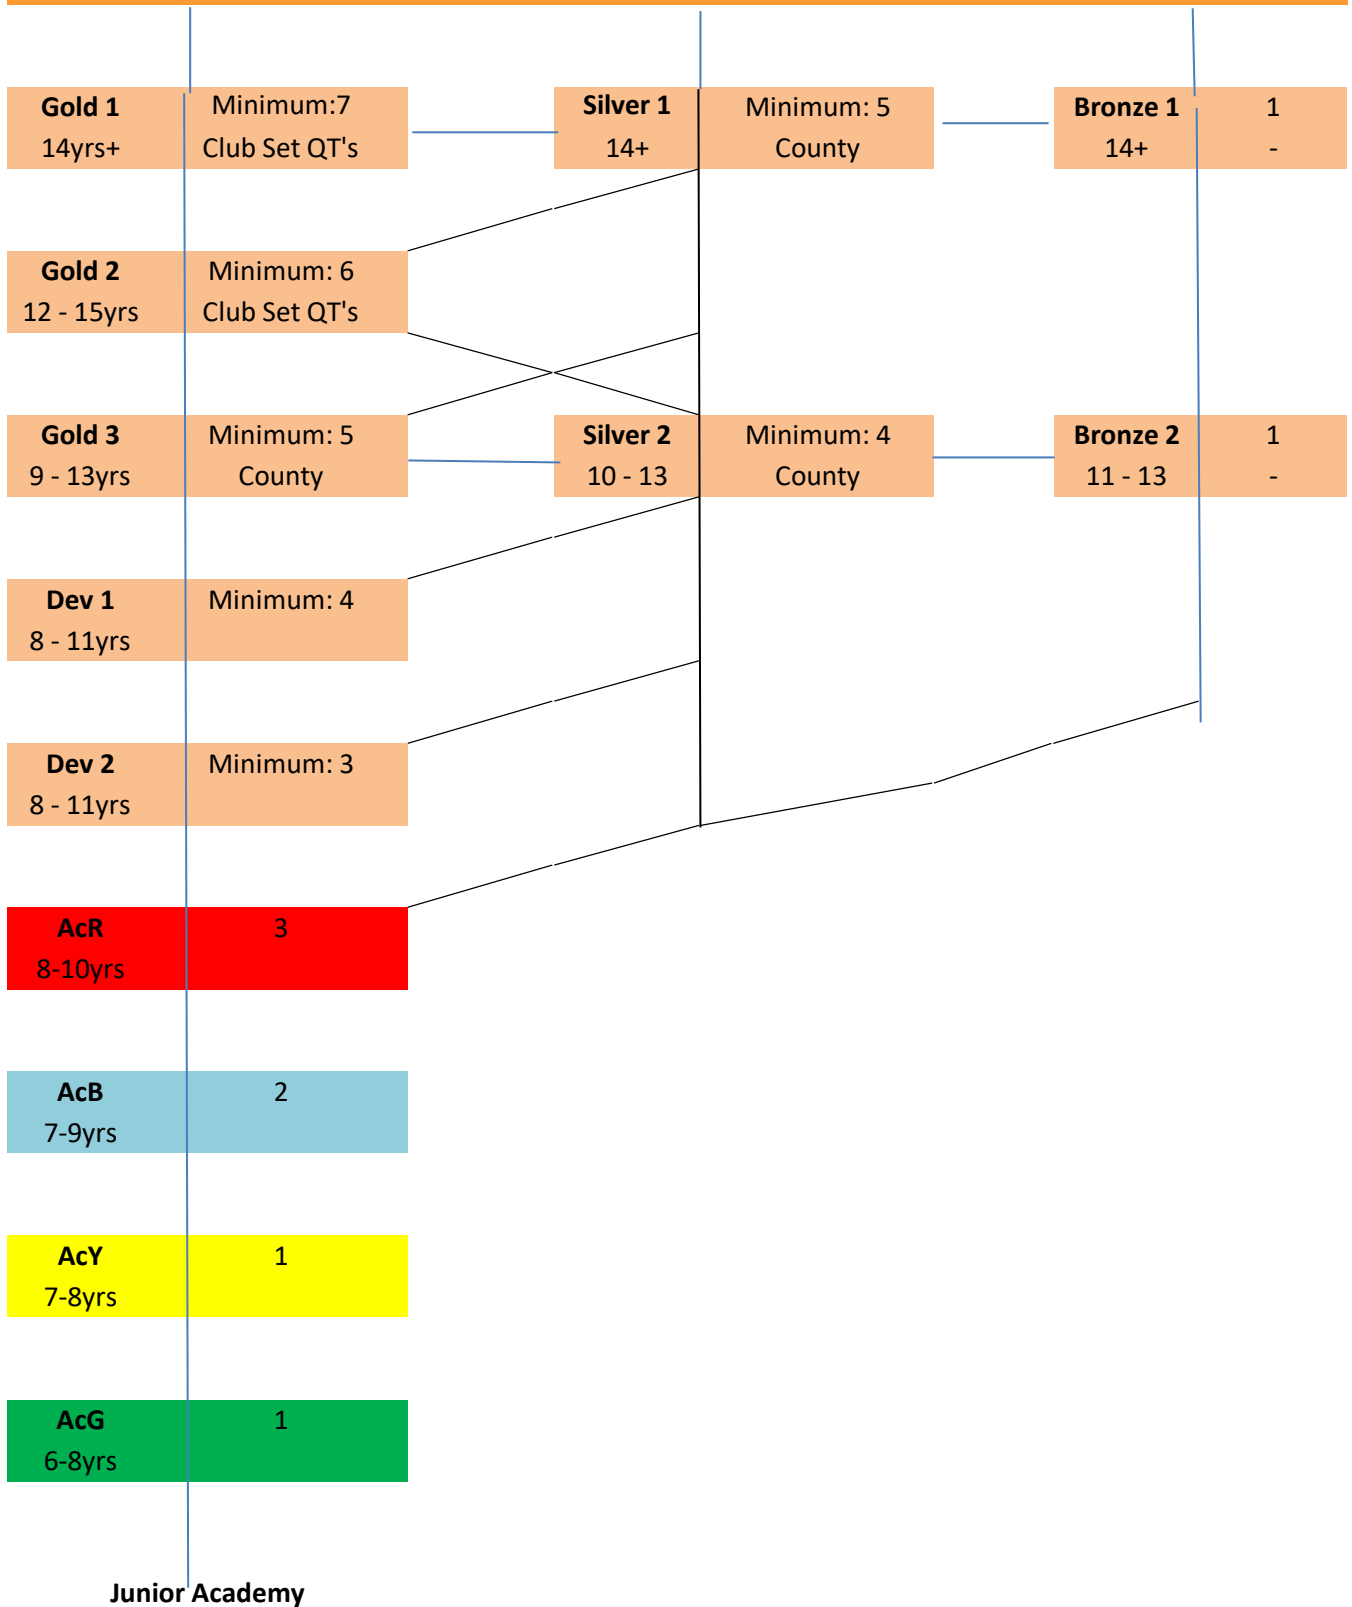 Gold 1 Minimum:7 Silver 1 Minimum: 5 Bronze 1 1
14yrs+ Club Set QT's 14+ County 14+ -
Gold 2 Minimum: 6
12 - 15yrs Club Set QT's
Gold 3 Minimum: 5 Silver 2 Minimum: 4 Bronze 2 1
9 - 13yrs County 10 - 13 County 11 - 13 -
Dev 1 Minimum: 4
8 - 11yrs
Dev 2 Minimum: 3
8 - 11yrs
AcR 3
8-10yrs
AcB 2
7-9yrs
AcY 1
7-8yrs
AcG 1
6-8yrs
Junior Academy